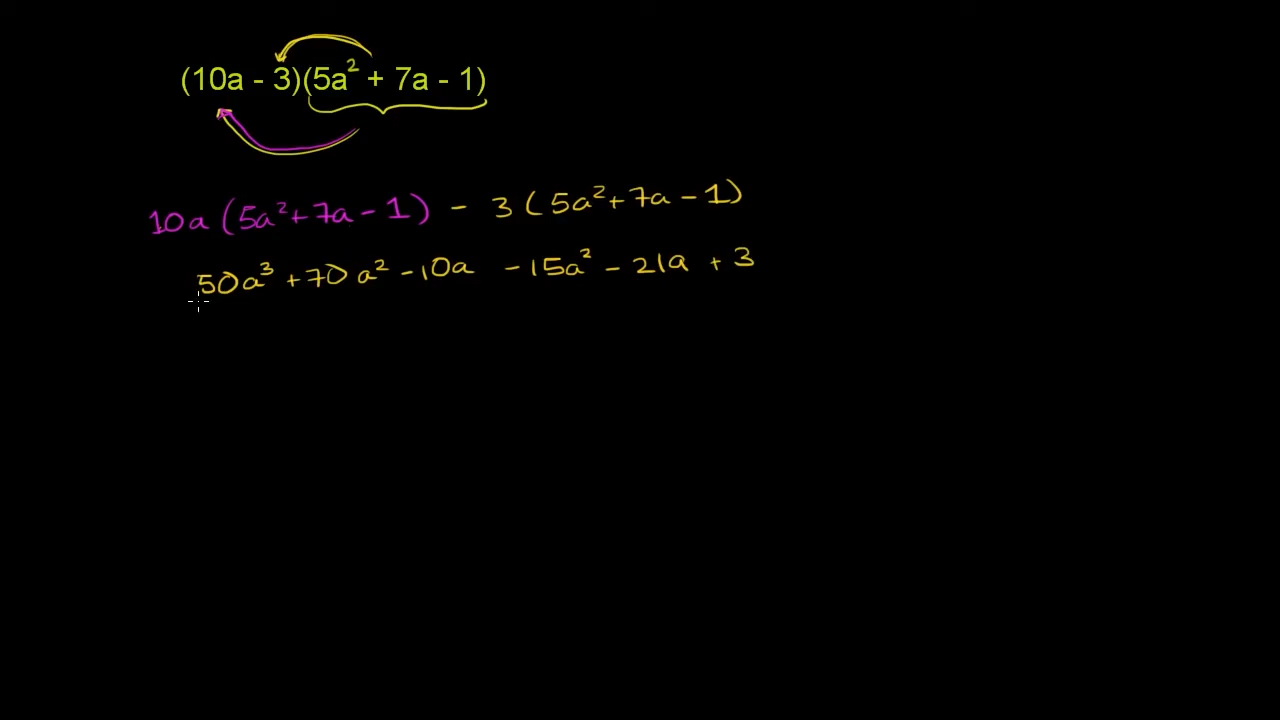 (10a - 3)(5a² + 7a - 1)
10a (5a² + 7a - 1) - 3 (5a² + 7a - 1)
50a³ + 70a² - 10a - 15a² - 21a + 3